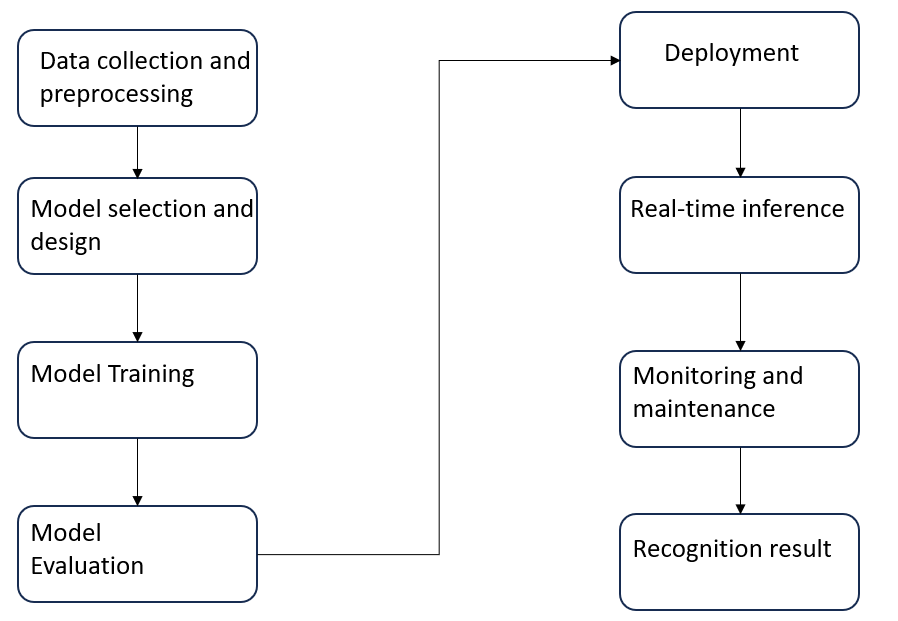 Data collection and
preprocessing
Model selection and
design
Model Training
Model
Evaluation
Deployment
Real-time inference
Monitoring and
maintenance
Recognition result